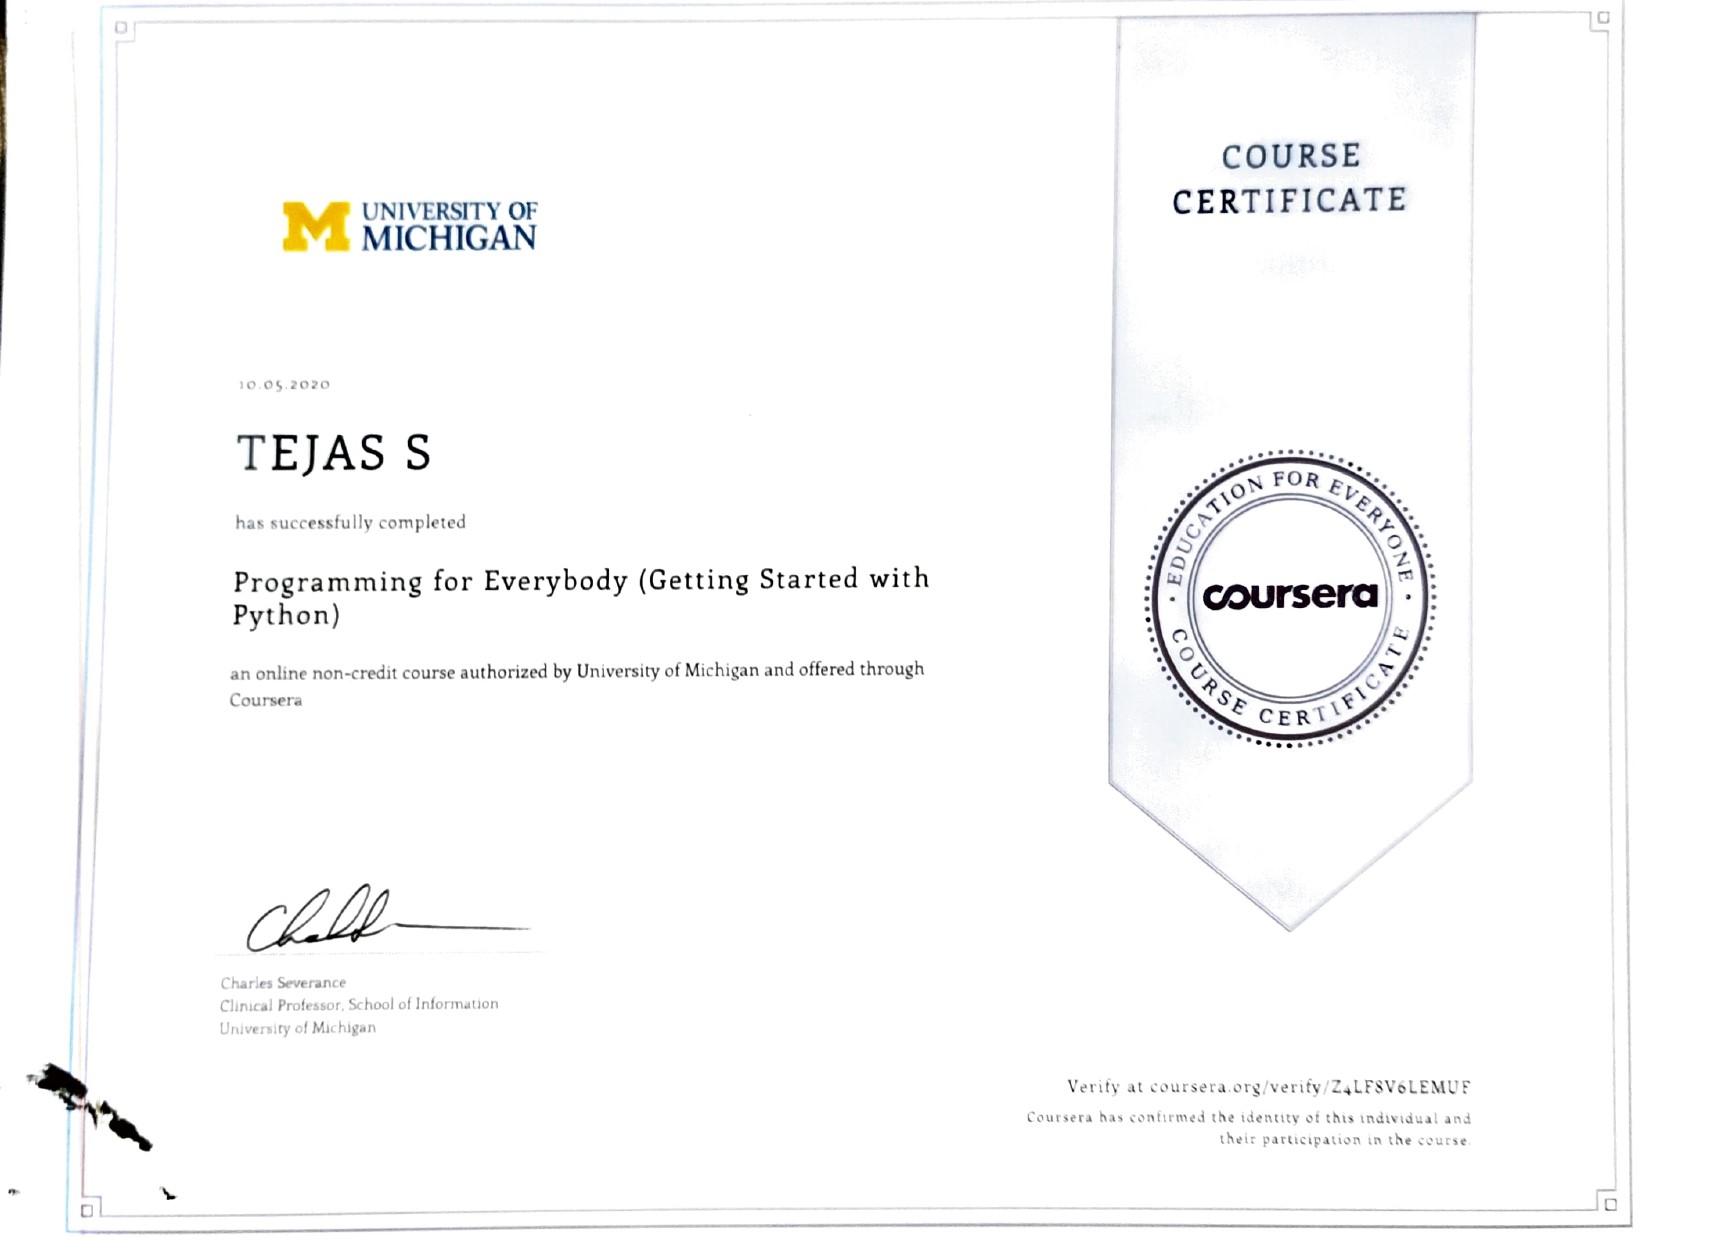 UNIVERSITY OF
MICHIGAN
COURSE
CERTIFICATE
10.05.2020
TEJAS S
has successfully completed
Programming for Everybody (Getting Started with
Python)
an online non-credit course authorized by University of Michigan and offered through
Coursera
EDUCATION FOR EVERYONE
coursera
COURSE CERTIFICATE
Charles Severance
Clinical Professor, School of Information
University of Michigan
Verify at coursera.org/verify/Z4LF8V6LEMUF
Coursera has confirmed the identity of this individual and
their participation in the course.